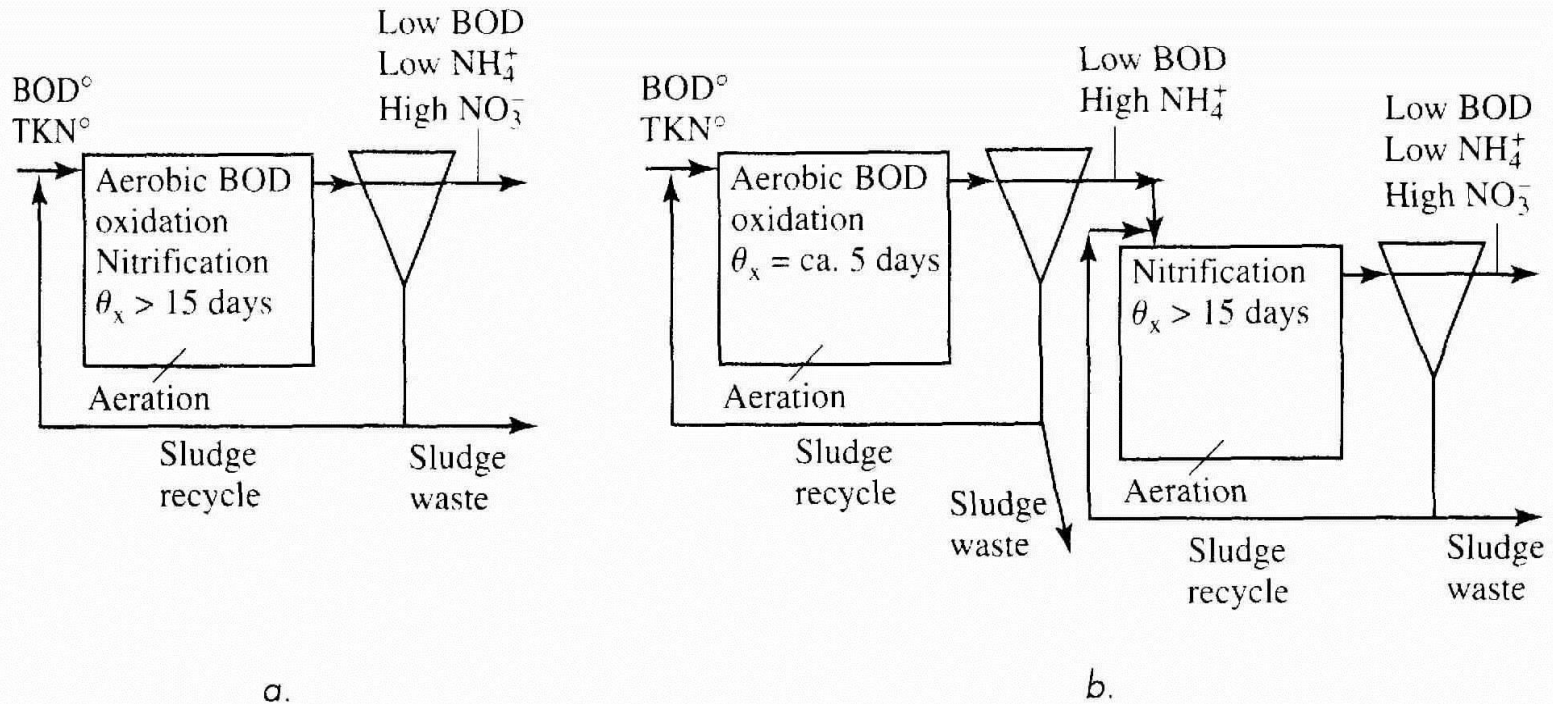 Low BOD
Low NH₄⁺
High NO₃⁻
BOD°
TKN°
Aerobic BOD
oxidation
Nitrification
θₓ > 15 days
Aeration
Sludge
recycle
Sludge
waste
a.
BOD°
TKN°
Low BOD
High NH₄⁺
Aerobic BOD
oxidation
θₓ = ca. 5 days
Aeration
Sludge
recycle
Sludge
waste
Low BOD
Low NH₄⁺
High NO₃⁻
Nitrification
θₓ > 15 days
Aeration
Sludge
recycle
Sludge
waste
b.